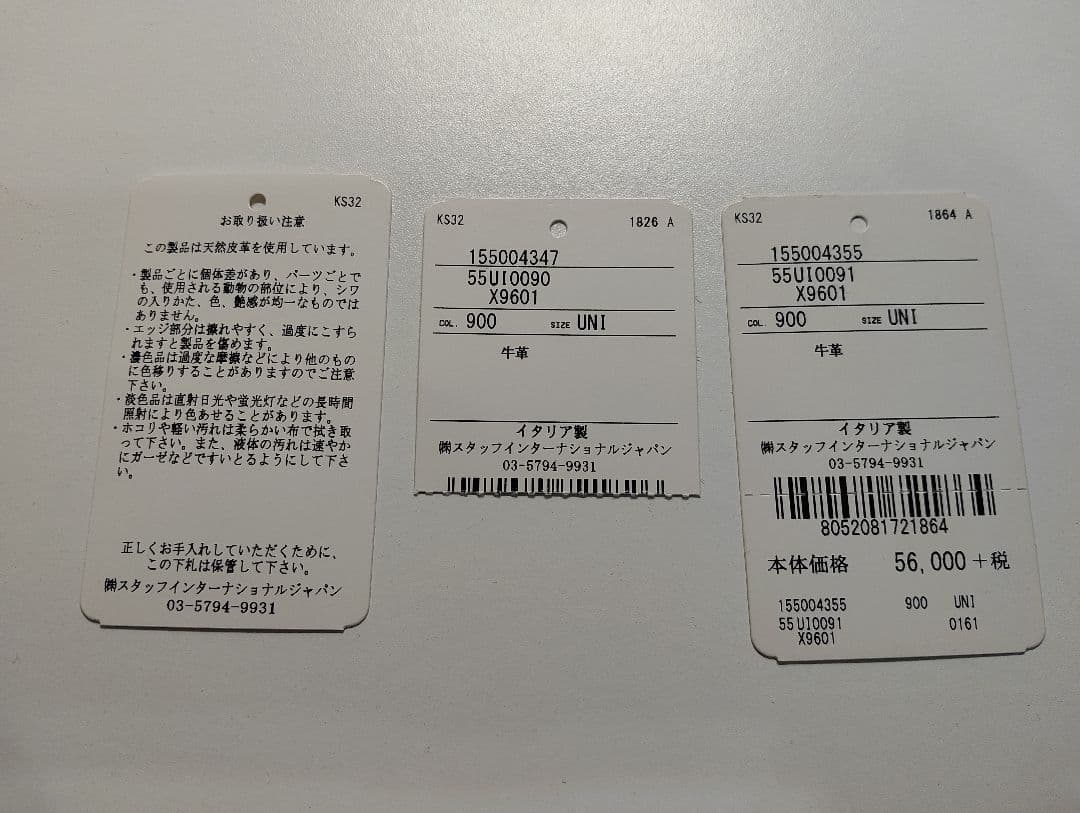 KS32
お取り扱い注意
この製品は天然皮革を使用しています。
・製品ごとに個体差があり、パーツごとで
も、使用される動物の部位により、シワ
の入りかた、色、艶感が均一なものでは
ありません。
・エッジ部分は擦れやすく、過度にこすら
れますと製品を傷めます。
・濃色品は過度な摩擦などにより他のもの
に色移りすることがありますのでご注意
下さい。
・淡色品は直射日光や蛍光灯などの長時間
照射により色あせることがあります。
・ホコリや軽い汚れは柔らかい布で拭き取
って下さい。また、液体の汚れは速やか
にガーゼなどですいとるようにして下さ
い。
正しくお手入れしていただくために、
この下札は保管して下さい。
㈱スタッフインターナショナルジャパン
03-5794-9931
KS32 1826 A
155004347
55UI0090
X9601
COL. 900 SIZE UNI
牛革
イタリア製
㈱スタッフインターナショナルジャパン
03-5794-9931
KS32 1864 A
155004355
55UI0091
X9601
COL. 900 SIZE UNI
牛革
イタリア製
㈱スタッフインターナショナルジャパン
03-5794-9931
8052081721864
本体価格 56,000+税
155004355 900 UNI
55UI0091 0161
X9601